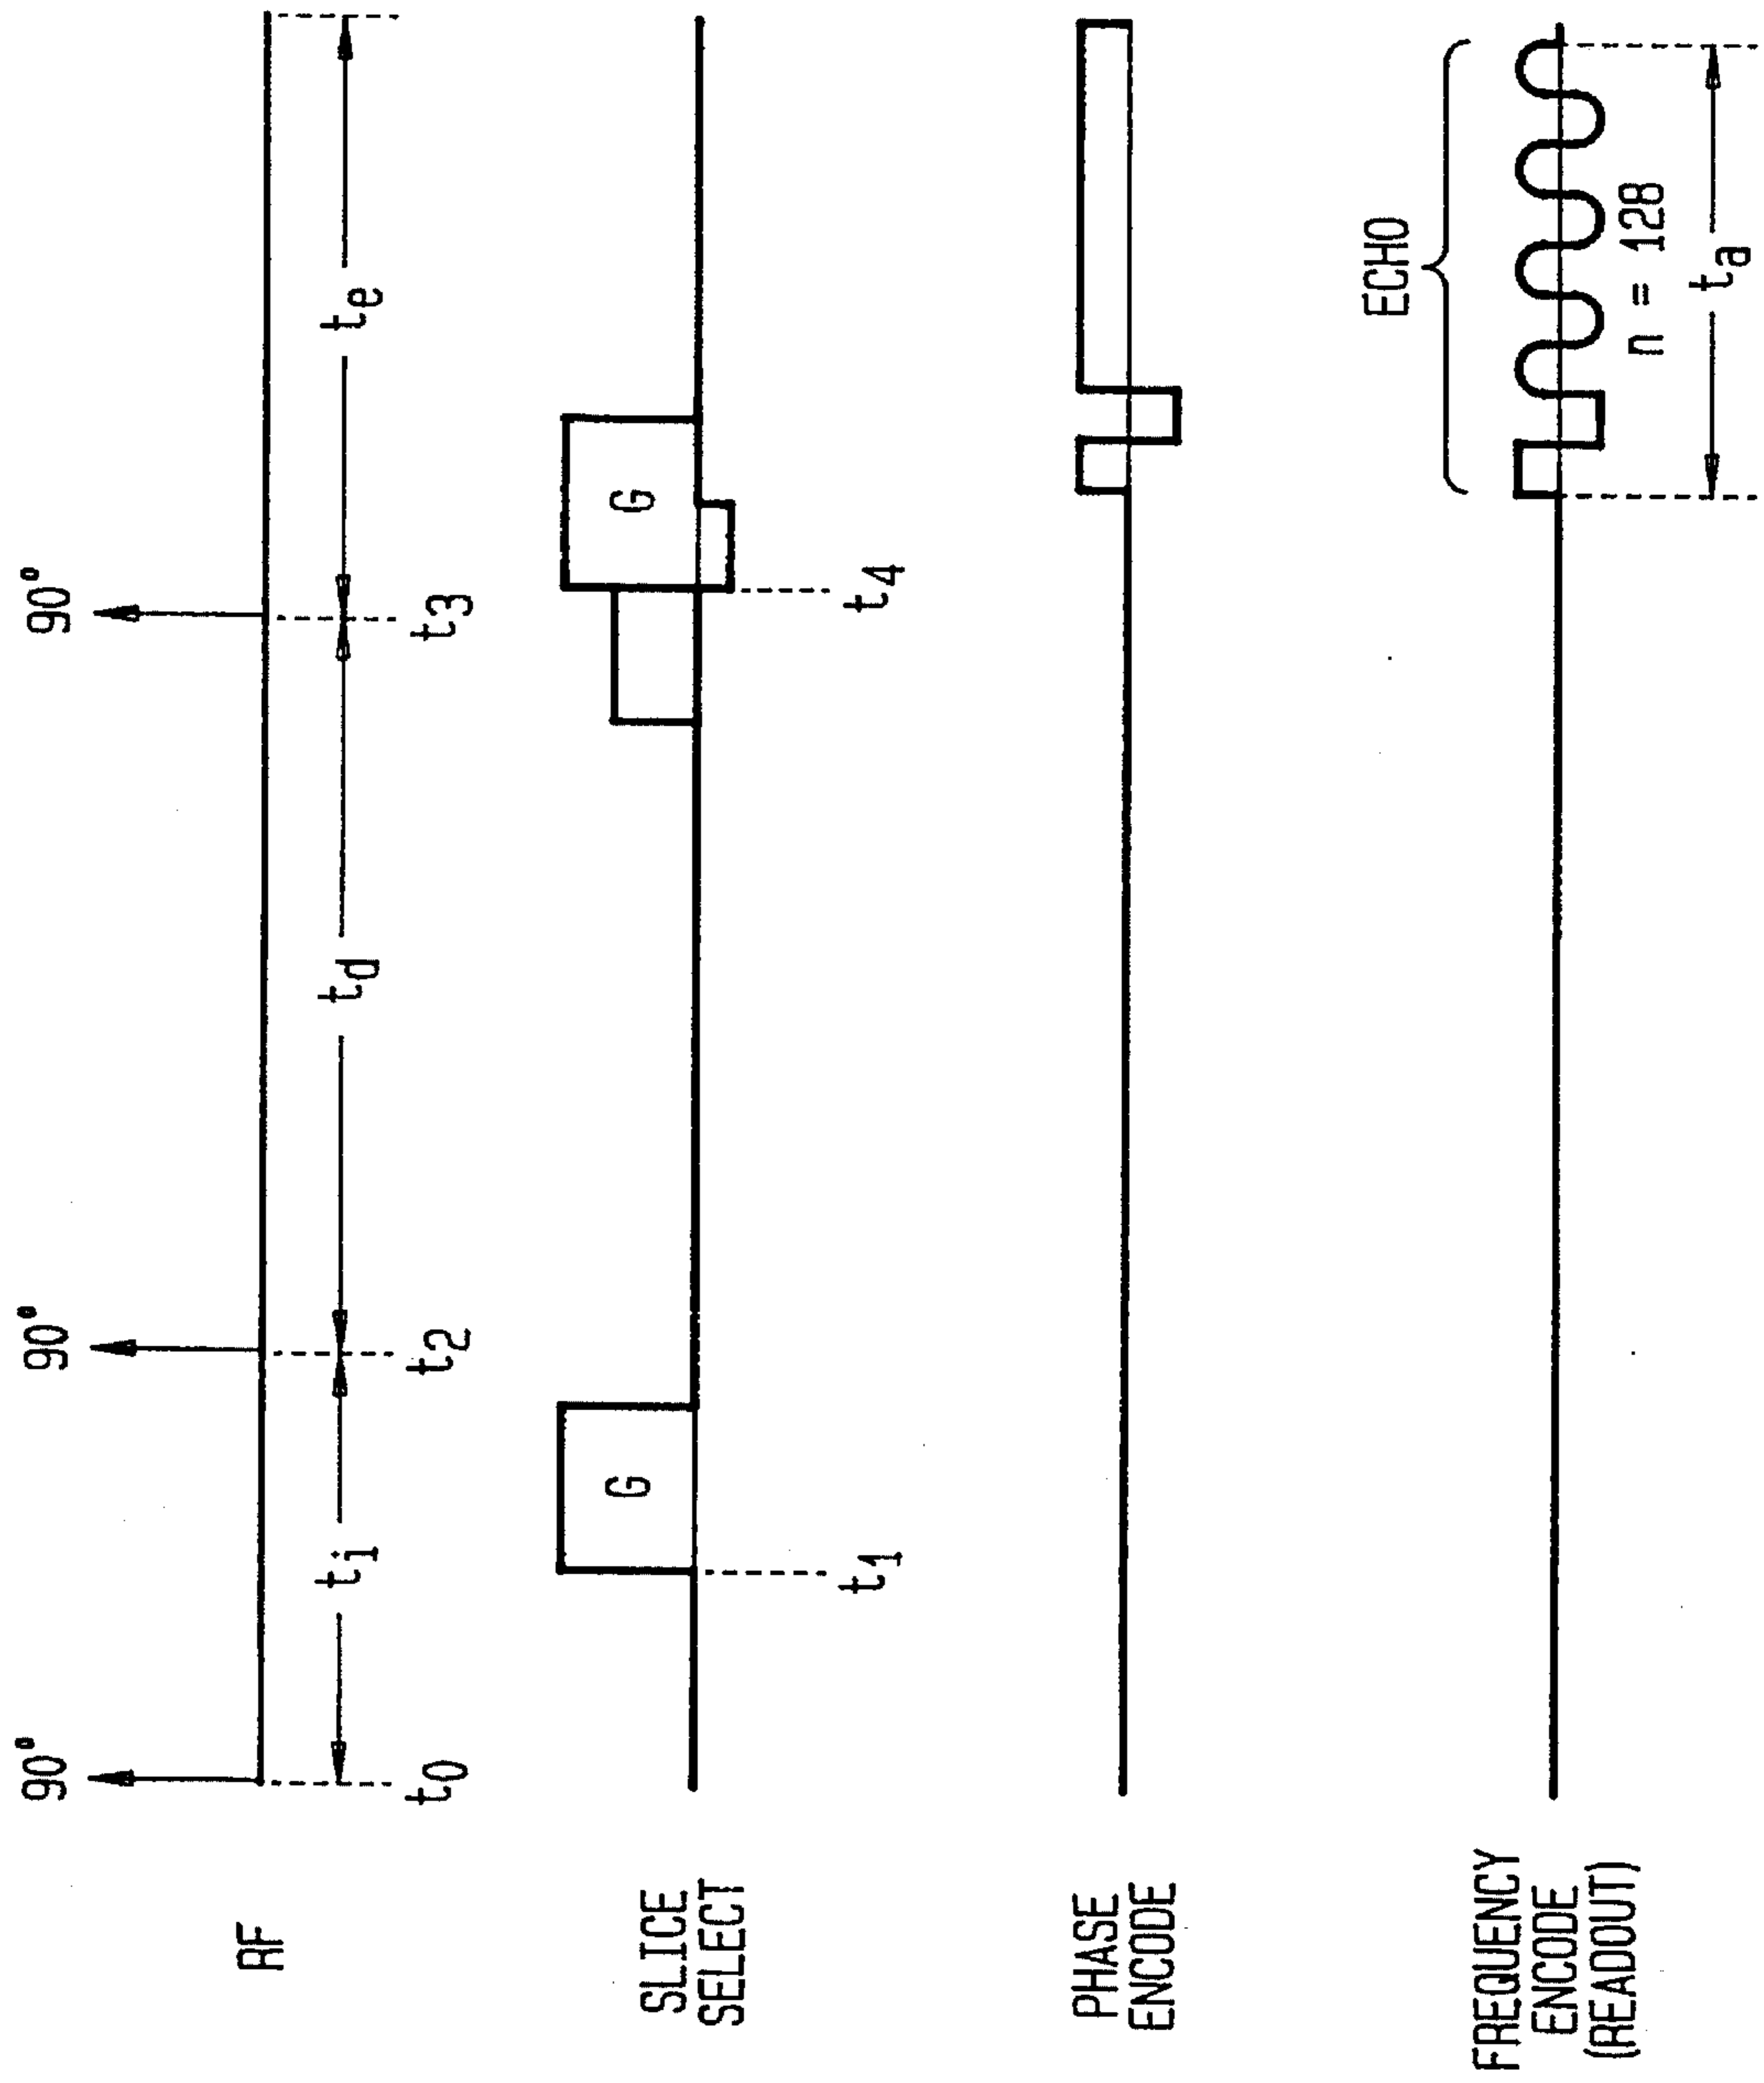 RF
90°
90°
90°
t0
ti
t2
td
t3
te
SLICE
SELECT
G
G
t1
t4
PHASE
ENCODE
FREQUENCY
ENCODE
(READOUT)
ECHO
n = 128
ta